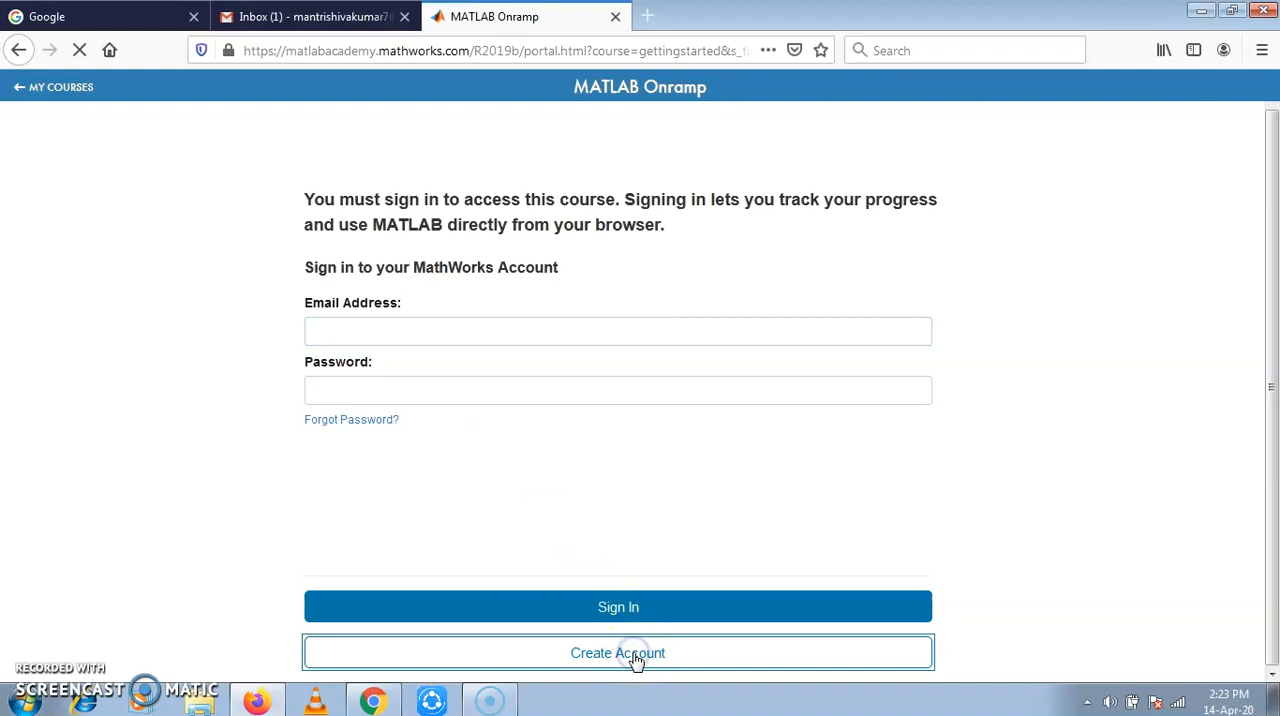 Google
Inbox (1) - mantrishivakumar7
MATLAB Onramp
https://matlabacademy.mathworks.com/R2019b/portal.html?course=gettingstarted&s_
Search
MY COURSES
MATLAB Onramp
You must sign in to access this course. Signing in lets you track your progress
and use MATLAB directly from your browser.
Sign in to your MathWorks Account
Email Address:
Password:
Forgot Password?
Sign In
Create Account
RECORDED WITH
SCREENCAST MATIC
2:23 PM
14-Apr-20